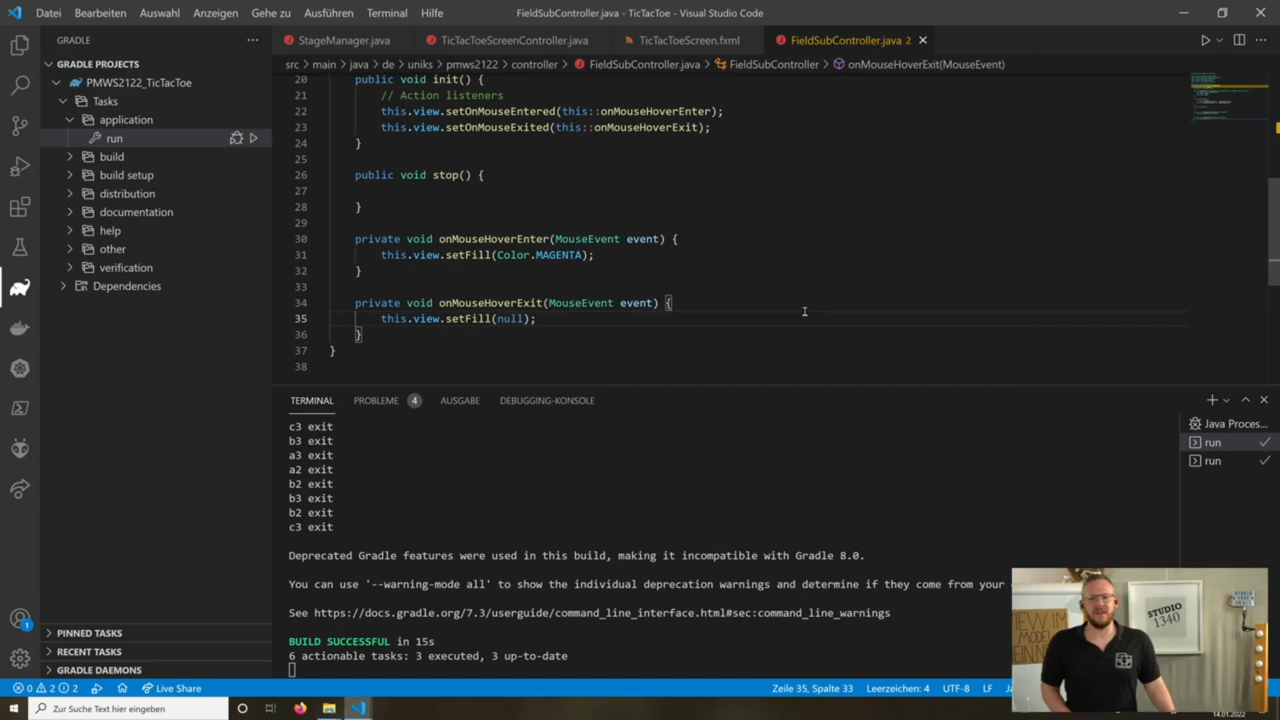 Datei Bearbeiten Auswahl Anzeigen Gehe zu Ausführen Terminal Hilfe
FieldSubController.java - TicTacToe - Visual Studio Code
GRADLE ...
GRADLE PROJECTS
PMWS2122_TicTacToe
Tasks
application
run
build
build setup
distribution
documentation
help
other
verification
Dependencies
PINNED TASKS
RECENT TASKS
GRADLE DAEMONS
StageManager.java TicTacToeScreenController.java TicTacToeScreen.fxml FieldSubController.java 2
src > main > java > de > uniks > pmws2122 > controller > FieldSubController.java > FieldSubController > onMouseHoverExit(MouseEvent)
20 public void init() {
21 // Action listeners
22 this.view.setOnMouseEntered(this::onMouseHoverEnter);
23 this.view.setOnMouseExited(this::onMouseHoverExit);
24 }
25
26 public void stop() {
27
28 }
29
30 private void onMouseHoverEnter(MouseEvent event) {
31 this.view.setFill(Color.MAGENTA);
32 }
33
34 private void onMouseHoverExit(MouseEvent event) {
35 this.view.setFill(null);
36 }
37 }
38
TERMINAL PROBLEME 4 AUSGABE DEBUGGING-KONSOLE
c3 exit
b3 exit
a3 exit
a2 exit
b2 exit
b3 exit
b2 exit
c3 exit
Deprecated Gradle features were used in this build, making it incompatible with Gradle 8.0.
You can use '--warning-mode all' to show the individual deprecation warnings and determine if they come from your
See https://docs.gradle.org/7.3/userguide/command_line_interface.html#sec:command_line_warnings
BUILD SUCCESSFUL in 15s
6 actionable tasks: 3 executed, 3 up-to-date
Java Proces...
run
run
VIEW IM
MODEL
STUDIO
1340
1
0 2 2 Live Share
Zeile 35, Spalte 33 Leerzeichen: 4 UTF-8 LF
Zur Suche Text hier eingeben
14.01.2022